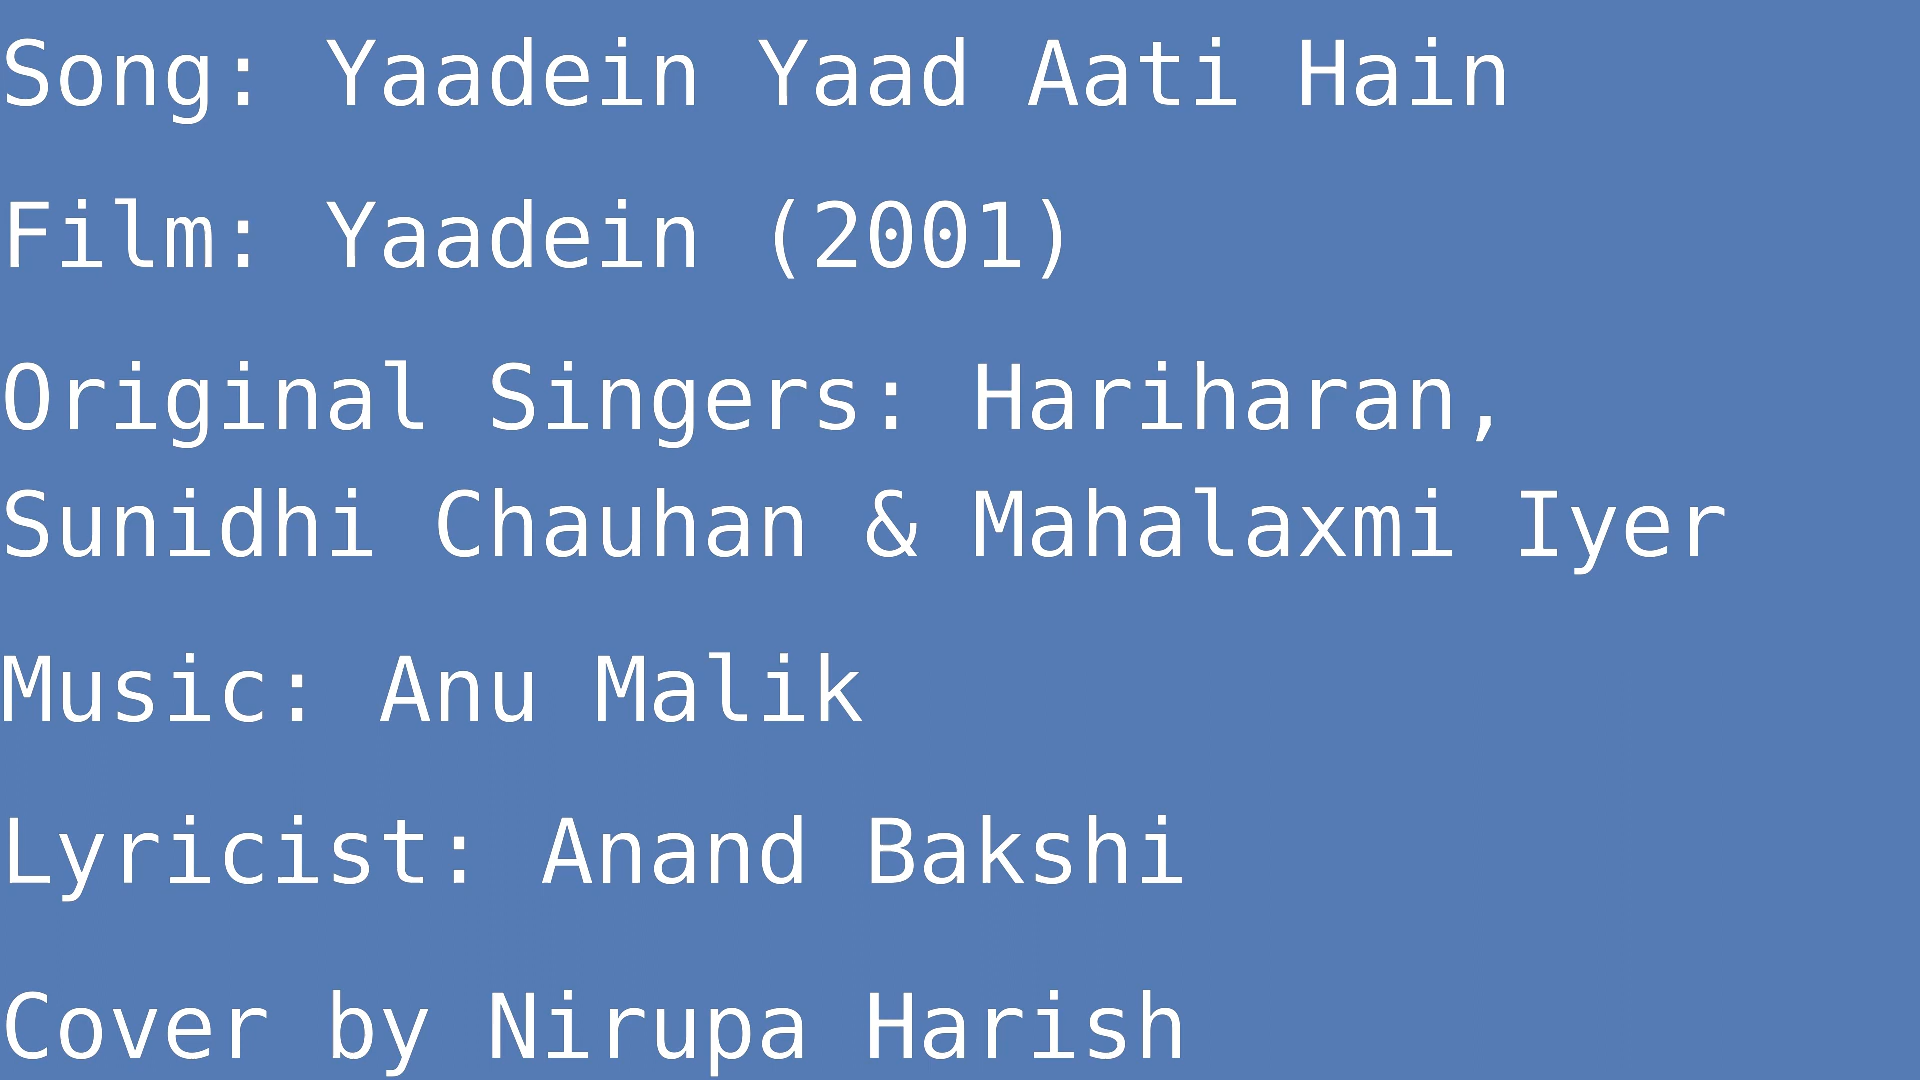 Song: Yaadein Yaad Aati Hain
Film: Yaadein (2001)
Original Singers: Hariharan,
Sunidhi Chauhan & Mahalaxmi Iyer
Music: Anu Malik
Lyricist: Anand Bakshi
Cover by Nirupa Harish